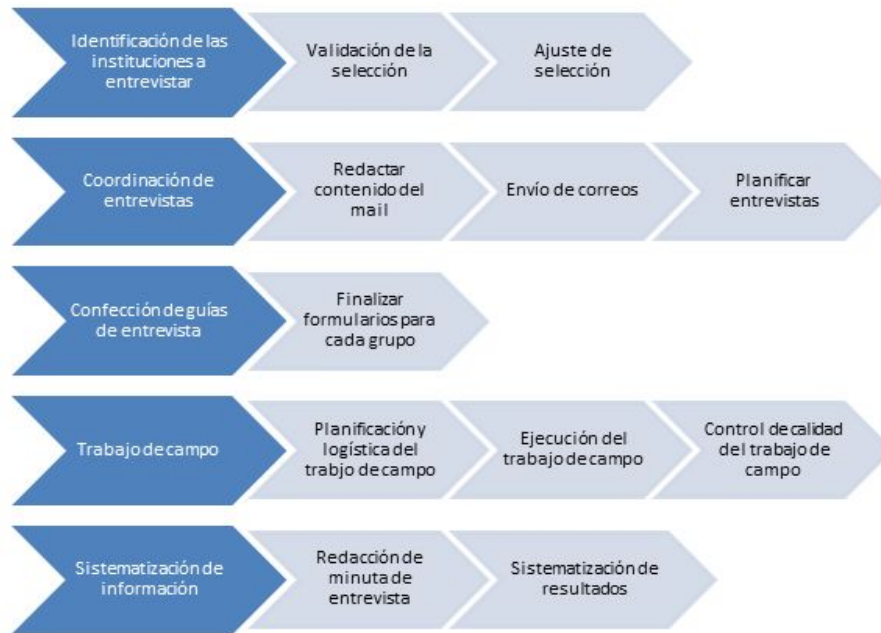 Identificación de las
instituciones a
entrevistar
Validación de la
selección
Ajuste de
selección
Coordinación de
entrevistas
Redactar
contenido del
mail
Envío de correos
Planificar
entrevistas
Confección de guías
de entrevista
Finalizar
formularios para
cada grupo
Trabajo de campo
Planificación y
logística del
trabjo de campo
Ejecución del
trabajo de campo
Control de calidad
del trabajo de
campo
Sistematización de
información
Redacción de
minuta de
entrevista
Sistematización de
resultados